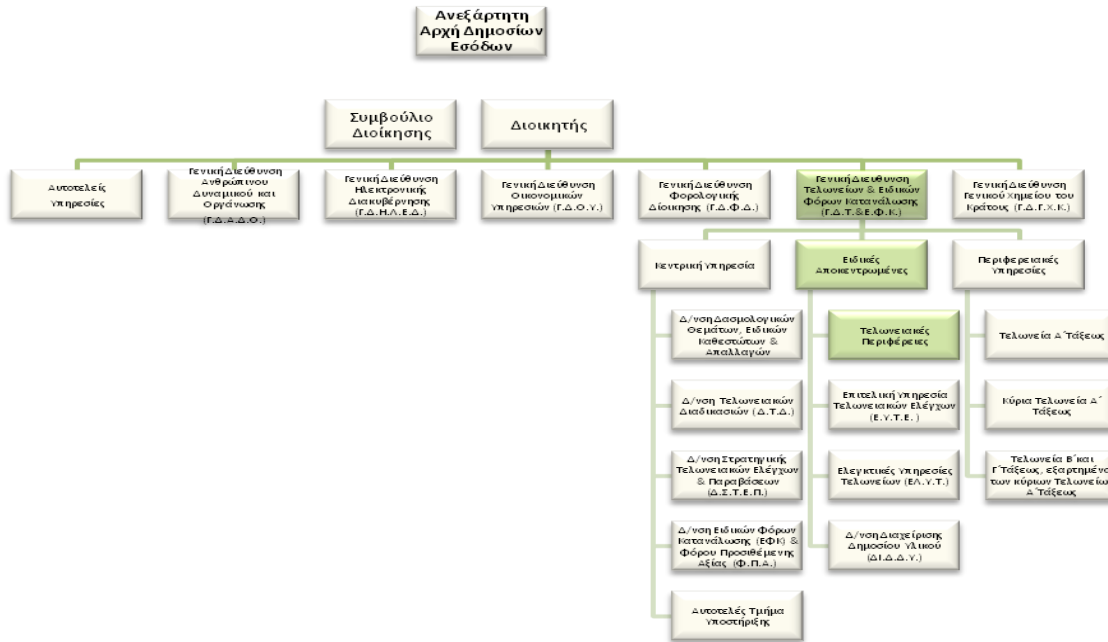 Ανεξάρτητη
Αρχή Δημοσίων
Εσόδων
Συμβούλιο
Διοίκησης
Διοικητής
Αυτοτελείς
Υπηρεσίες
Γενική Διεύθυνση
Ανθρώπινου
Δυναμικού και
Οργάνωσης
(Γ.Δ.Α.Δ.Ο.)
Γενική Διεύθυνση
Ηλεκτρονικής
Διακυβέρνησης
(Γ.Δ.ΗΛ.Ε.Δ.)
Γενική Διεύθυνση
Οικονομικών
Υπηρεσιών (Γ.Δ.Ο.Υ.)
Γενική Διεύθυνση
Φορολογικής
Διοίκησης (Γ.Δ.Φ.Δ.)
Γενική Διεύθυνση
Τελωνείων & Ειδικών
Φόρων Κατανάλωσης
(Γ.Δ.Τ.&Ε.Φ.Κ.)
Γενική Διεύθυνση
Γενικού Χημείου του
Κράτους (Γ.Δ.Γ.Χ.Κ.)
Κεντρική Υπηρεσία
Ειδικές
Αποκεντρωμένες
Περιφερειακές
Υπηρεσίες
Δ/νση Δασμολογικών
Θεμάτων, Ειδικών
Καθεστώτων &
Απαλλαγών
Δ/νση Τελωνειακών
Διαδικασιών (Δ.Τ.Δ.)
Δ/νση Στρατηγικής
Τελωνειακών Ελέγχων
& Παραβάσεων
(Δ.Σ.Τ.Ε.Π.)
Δ/νση Ειδικών Φόρων
Κατανάλωσης (ΕΦΚ) &
Φόρου Προστιθέμενης
Αξίας (Φ.Π.Α.)
Αυτοτελές Τμήμα
Υποστήριξης
Τελωνειακές
Περιφέρειες
Επιτελική Υπηρεσία
Τελωνειακών Ελέγχων
(Ε.Υ.Τ.Ε.)
Ελεγκτικές Υπηρεσίες
Τελωνείων (ΕΛ.Υ.Τ.)
Δ/νση Διαχείρισης
Δημοσίου Υλικού
(ΔΙ.Δ.Δ.Υ.)
Τελωνεία Α΄Τάξεως
Κύρια Τελωνεία Α΄
Τάξεως
Τελωνεία Β΄και
Γ΄Τάξεως, εξαρτημένα
των κύριων Τελωνείων
Α΄Τάξεως